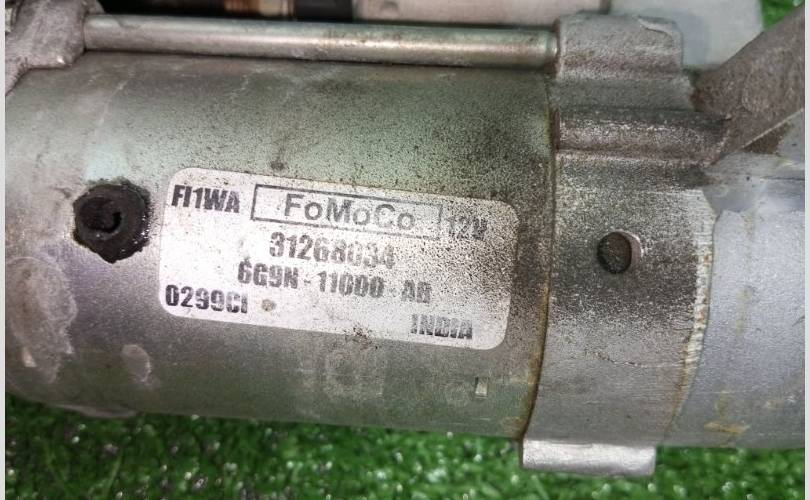 FI1WA FoMoCo 12V
31268034
6G9N-11000-AB
0299CI
INDIA